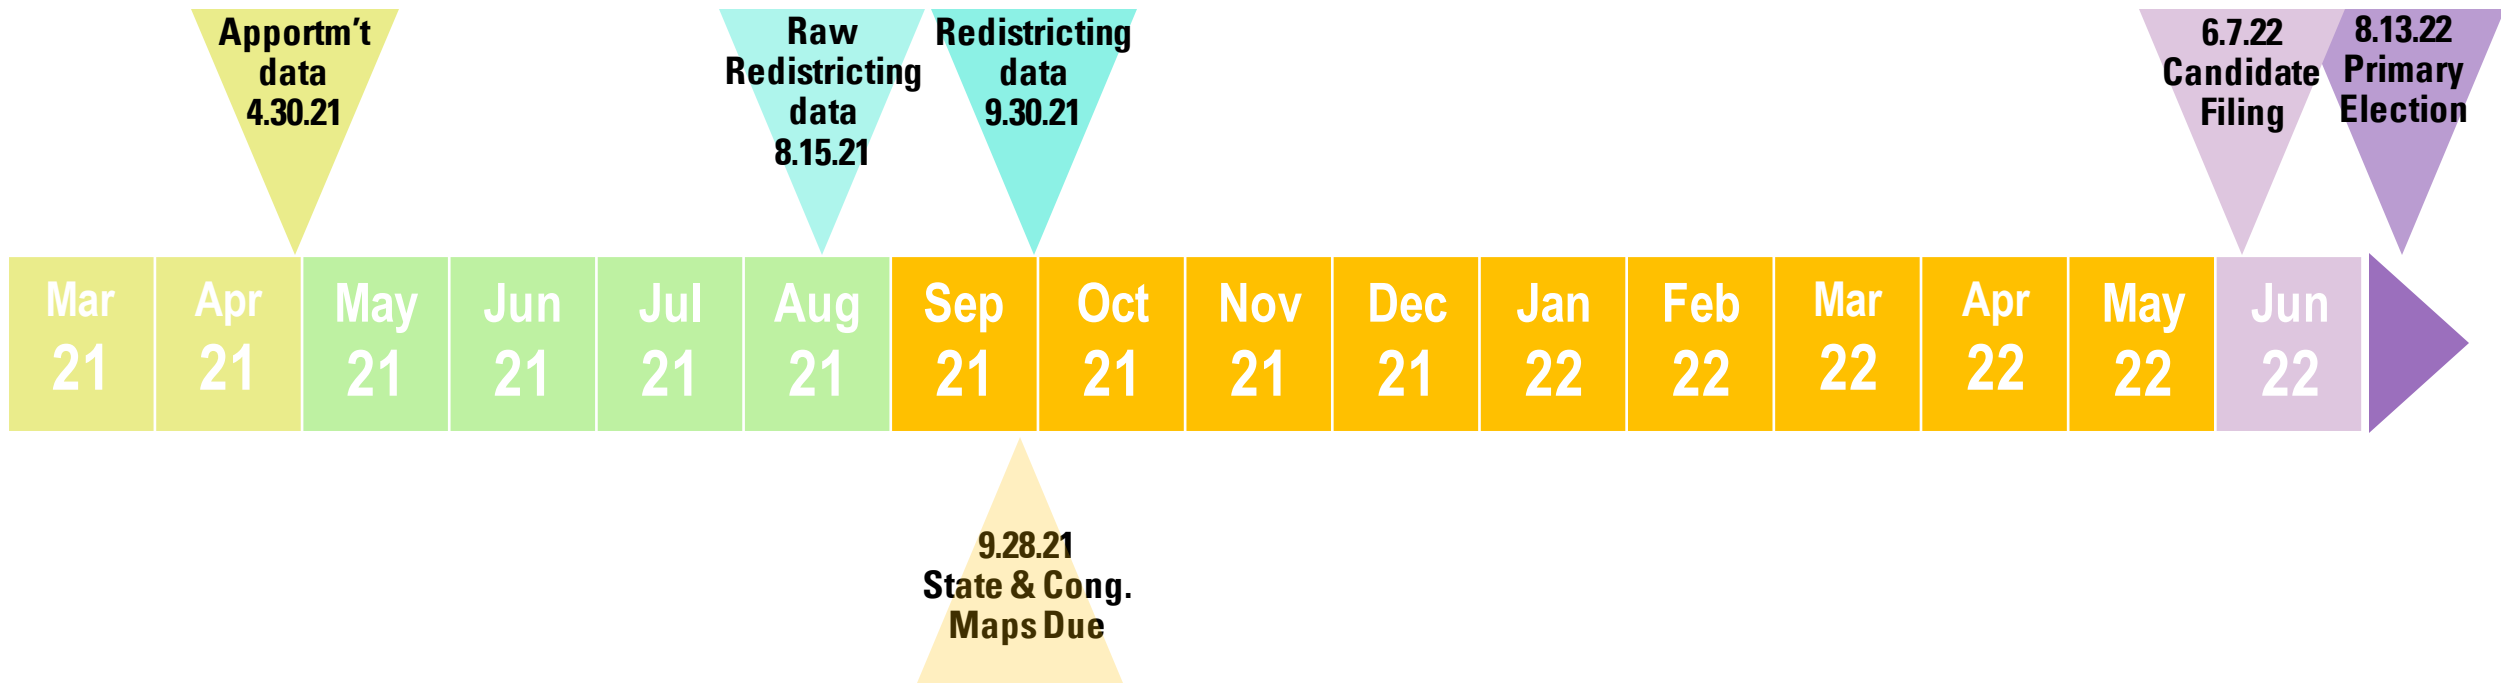 Apportm't
data
4.30.21
Raw
Redistricting
data
8.15.21
Redistricting
data
9.30.21
6.7.22
Candidate
Filing
8.13.22
Primary
Election
Mar
21
Apr
21
May
21
Jun
21
Jul
21
Aug
21
Sep
21
Oct
21
Nov
21
Dec
21
Jan
22
Feb
22
Mar
22
Apr
22
May
22
Jun
22
9.28.21
State & Cong.
Maps Due